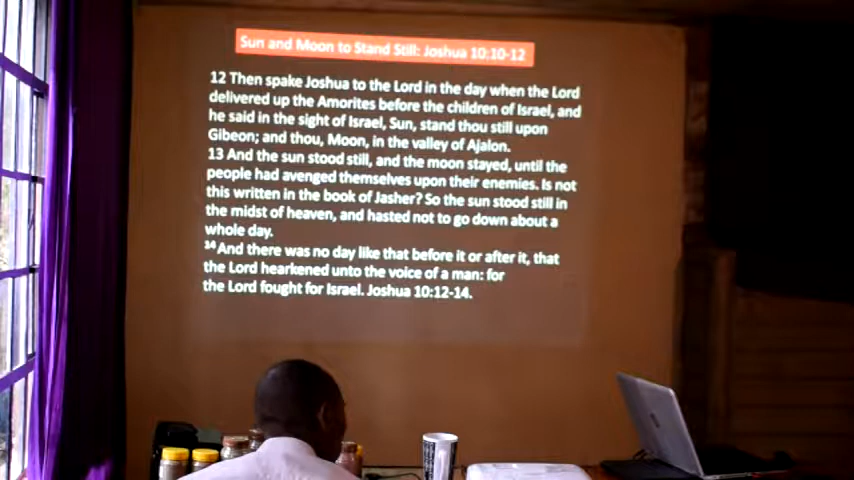 Sun and Moon to Stand Still: Joshua 10:10-12
12 Then spake Joshua to the Lord in the day when the Lord
delivered up the Amorites before the children of Israel, and
he said in the sight of Israel, Sun, stand thou still upon
Gibeon; and thou, Moon, in the valley of Ajalon.
13 And the sun stood still, and the moon stayed, until the
people had avenged themselves upon their enemies. Is not
this written in the book of Jasher? So the sun stood still in
the midst of heaven, and hasted not to go down about a
whole day.
14 And there was no day like that before it or after it, that
the Lord hearkened unto the voice of a man: for
the Lord fought for Israel. Joshua 10:12-14.